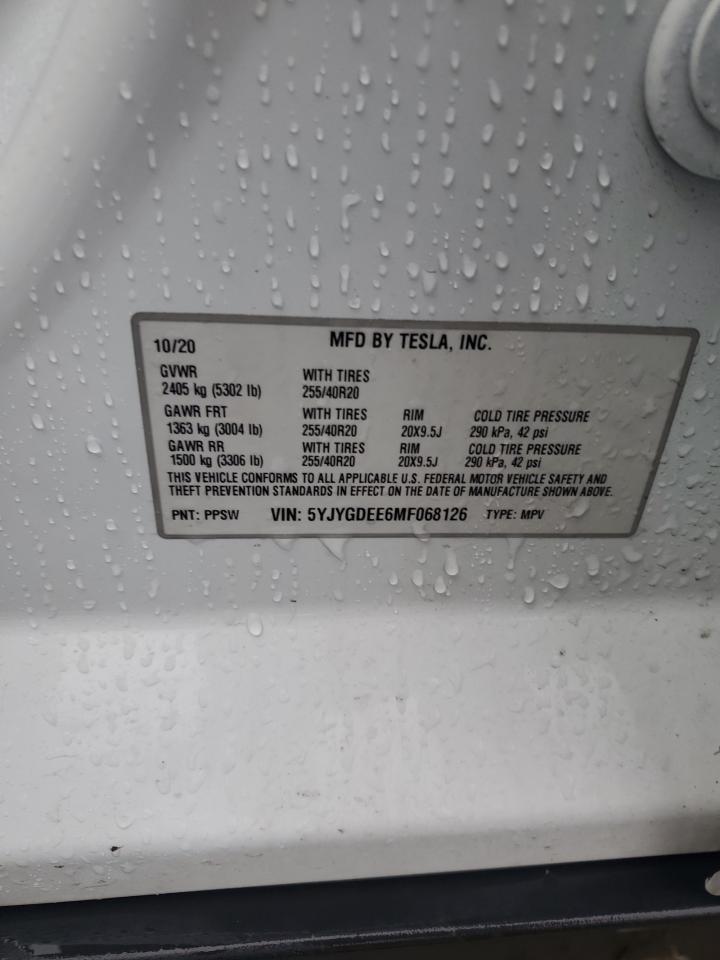 10/20 MFD BY TESLA, INC.
GVWR WITH TIRES
2405 kg (5302 lb) 255/40R20
GAWR FRT WITH TIRES RIM COLD TIRE PRESSURE
1363 kg (3004 lb) 255/40R20 20X9.5J 290 kPa, 42 psi
GAWR RR WITH TIRES RIM COLD TIRE PRESSURE
1500 kg (3306 lb) 255/40R20 20X9.5J 290 kPa, 42 psi
THIS VEHICLE CONFORMS TO ALL APPLICABLE U.S. FEDERAL MOTOR VEHICLE SAFETY AND
THEFT PREVENTION STANDARDS IN EFFECT ON THE DATE OF MANUFACTURE SHOWN ABOVE.
PNT: PPSW VIN: 5YJYGDEE6MF068126 TYPE: MPV